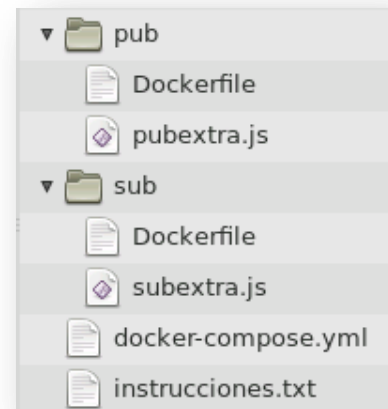 pub
Dockerfile
pubextra.js
sub
Dockerfile
subextra.js
docker-compose.yml
instrucciones.txt